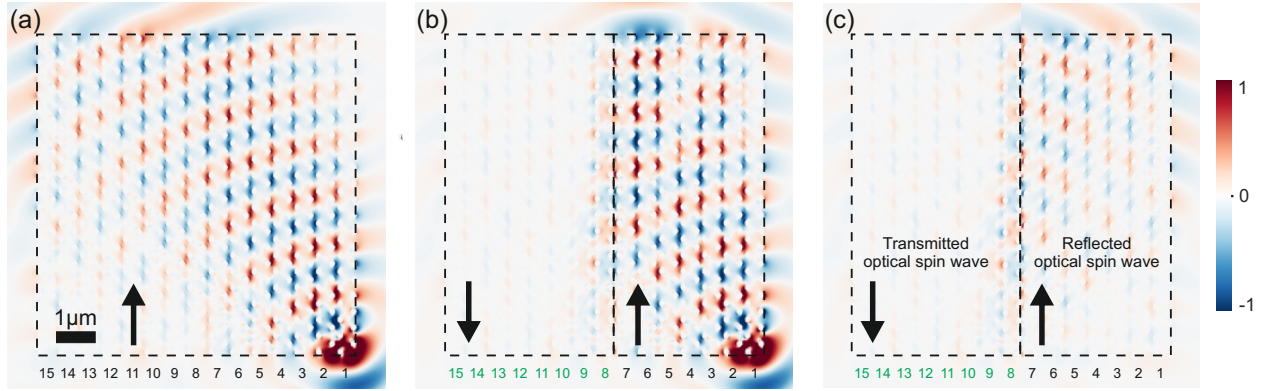 (a)
(b)
(c)
1
0
-1
Transmitted
optical spin wave
Reflected
optical spin wave
1μm
15 14 13 12 11 10 9 8 7 6 5 4 3 2 1
15 14 13 12 11 10 9 8 7 6 5 4 3 2 1
15 14 13 12 11 10 9 8 7 6 5 4 3 2 1